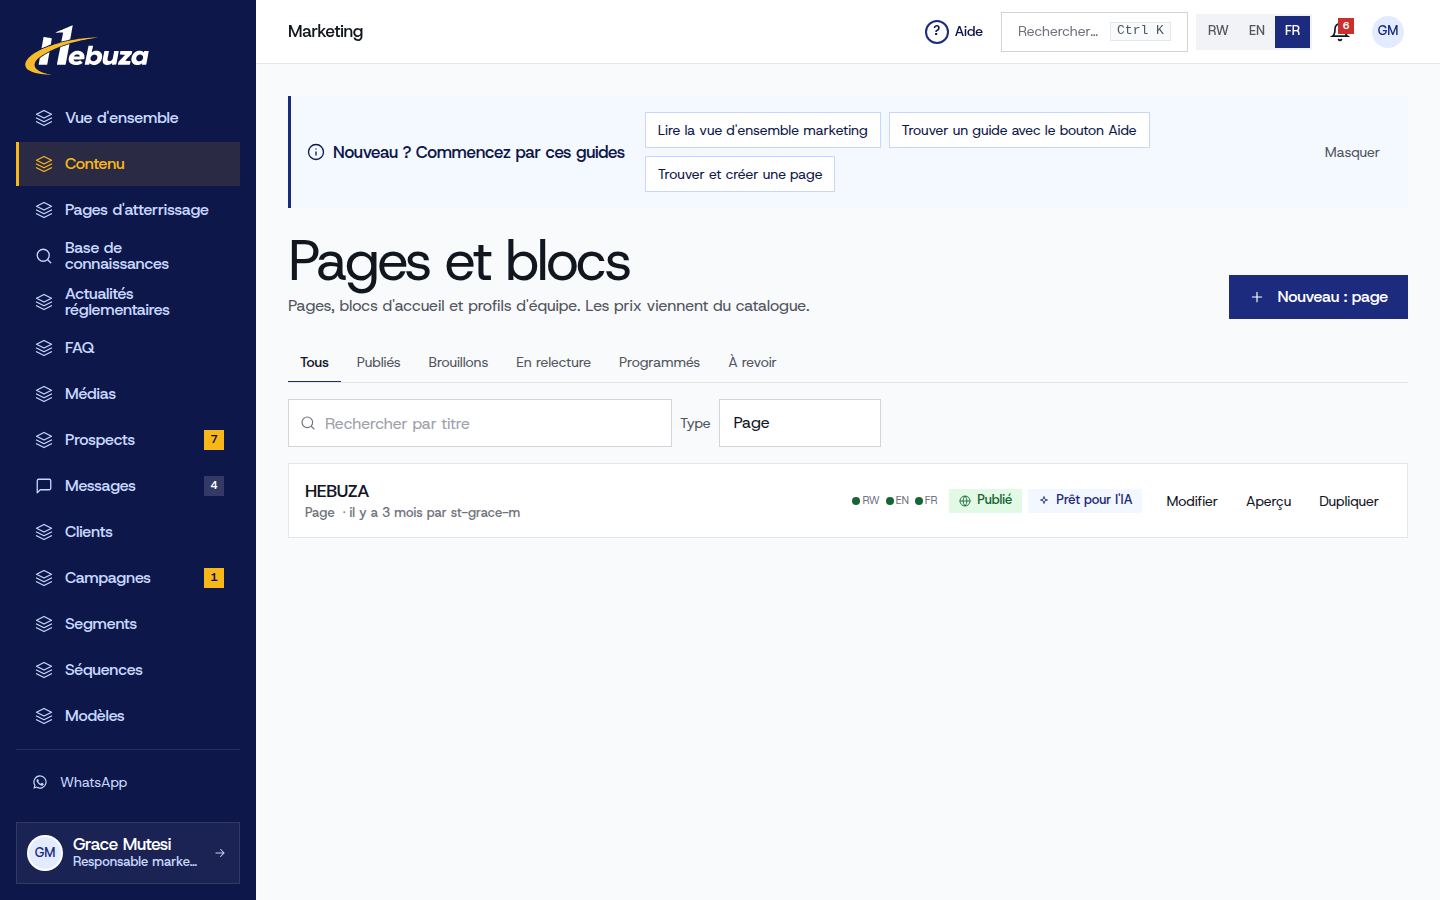 Hebuza
Vue d'ensemble
Contenu
Pages d'atterrissage
Base de
connaissances
Actualités
réglementaires
FAQ
Médias
Prospects 7
Messages 4
Clients
Campagnes 1
Segments
Séquences
Modèles
WhatsApp
GM
Grace Mutesi
Responsable marke...
Marketing
? Aide
Rechercher... Ctrl K
RW EN FR
6
GM
Nouveau ? Commencez par ces guides
Lire la vue d'ensemble marketing
Trouver un guide avec le bouton Aide
Trouver et créer une page
Masquer
Pages et blocs
Pages, blocs d'accueil et profils d'équipe. Les prix viennent du catalogue.
+ Nouveau : page
Tous Publiés Brouillons En relecture Programmés À revoir
Rechercher par titre
Type
Page
HEBUZA
Page · il y a 3 mois par st-grace-m
RW EN FR
Publié
Prêt pour l'IA
Modifier Aperçu Dupliquer